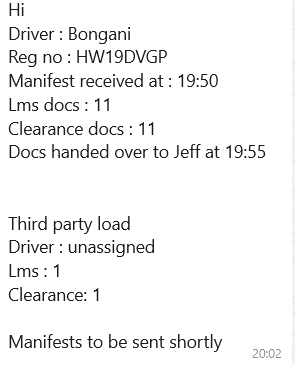 Hi
Driver : Bongani
Reg no : HW19DVGP
Manifest received at : 19:50
Lms docs : 11
Clearance docs : 11
Docs handed over to Jeff at 19:55
Third party load
Driver : unassigned
Lms : 1
Clearance: 1
Manifests to be sent shortly
20:02